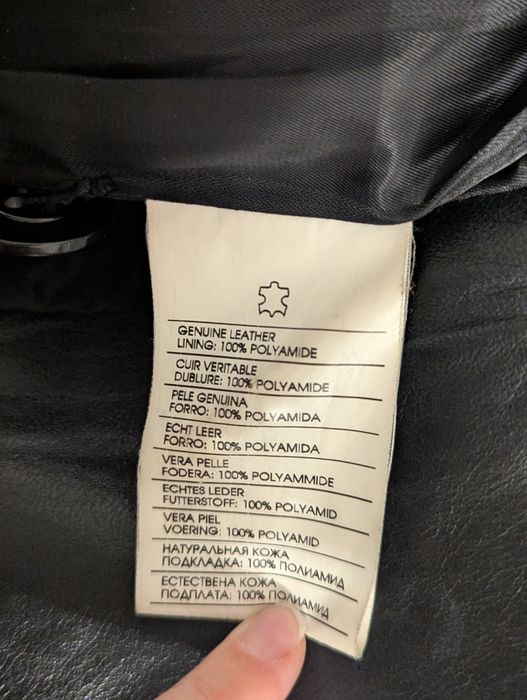 GENUINE LEATHER
LINING: 100% POLYAMIDE
CUIR VERITABLE
DUBLURE: 100% POLYAMIDE
PELE GENUINA
FORRO: 100% POLYAMIDA
ECHT LEER
FORRO: 100% POLYAMIDA
VERA PELLE
FODERA: 100% POLYAMMIDE
ECHTES LEDER
FUTTERSTOFF: 100% POLYAMID
VERA PIEL
VOERING: 100% POLYAMID
НАТУРАЛЬНАЯ КОЖА
ПОДКЛАДКА: 100% ПОЛИАМИД
ЕСТЕСТВЕНА КОЖА
ПОДПЛАТА: 100% ПОЛИАМИД